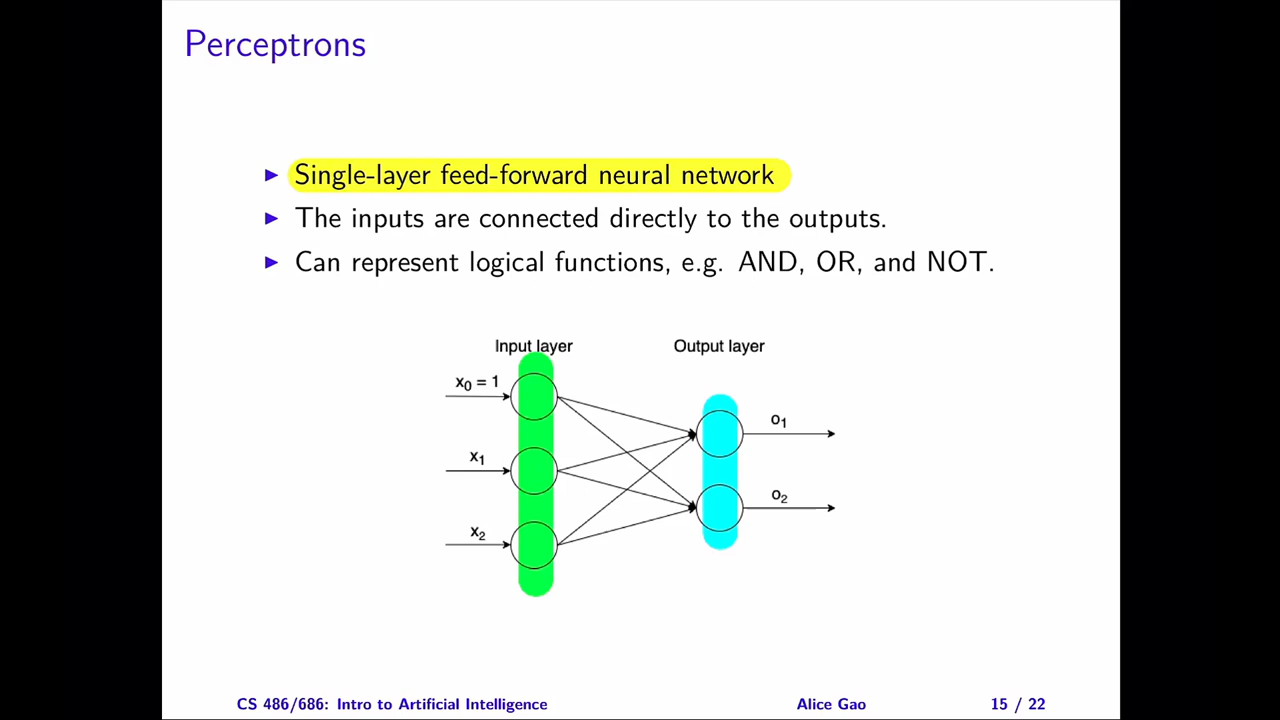 Perceptrons
Single-layer feed-forward neural network
The inputs are connected directly to the outputs.
Can represent logical functions, e.g. AND, OR, and NOT.
Input layer
Output layer
x0 = 1
x1
x2
o1
o2
CS 486/686: Intro to Artificial Intelligence
Alice Gao
15 / 22